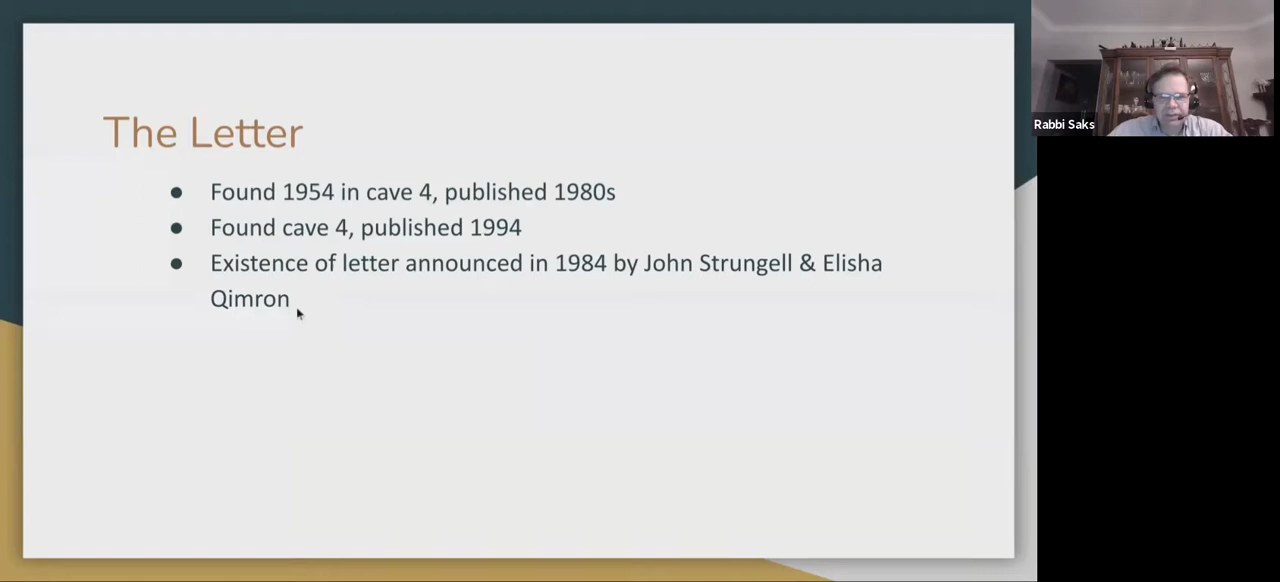 The Letter
● Found 1954 in cave 4, published 1980s
● Found cave 4, published 1994
● Existence of letter announced in 1984 by John Strungell & Elisha
Qimron
Rabbi Saks